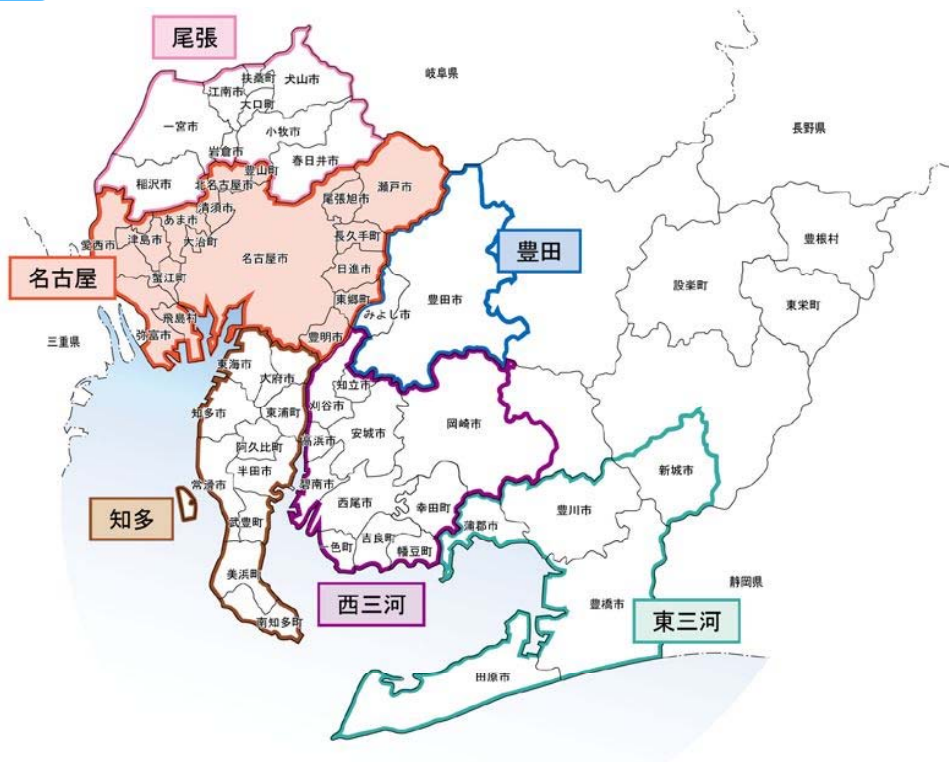 尾張
岐阜県
扶桑町
犬山市
江南市
大口町
一宮市
小牧市
長野県
岩倉市
春日井市
豊山町
稲沢市
北名古屋市
瀬戸市
尾張旭市
清須市
あま市
長久手町
愛西市
津島市
大治町
豊根村
豊田
名古屋市
日進市
名古屋
蟹江町
設楽町
東郷町
豊田市
東栄町
みよし市
飛島村
弥富市
豊明市
三重県
東海市
大府市
知立市
知多市
東浦町
刈谷市
岡崎市
安城市
高浜市
阿久比町
半田市
新城市
常滑市
碧南市
西尾市
幸田町
豊川市
知多
武豊町
蒲郡市
吉良町
一色町
幡豆町
美浜町
静岡県
西三河
豊橋市
東三河
南知多町
田原市